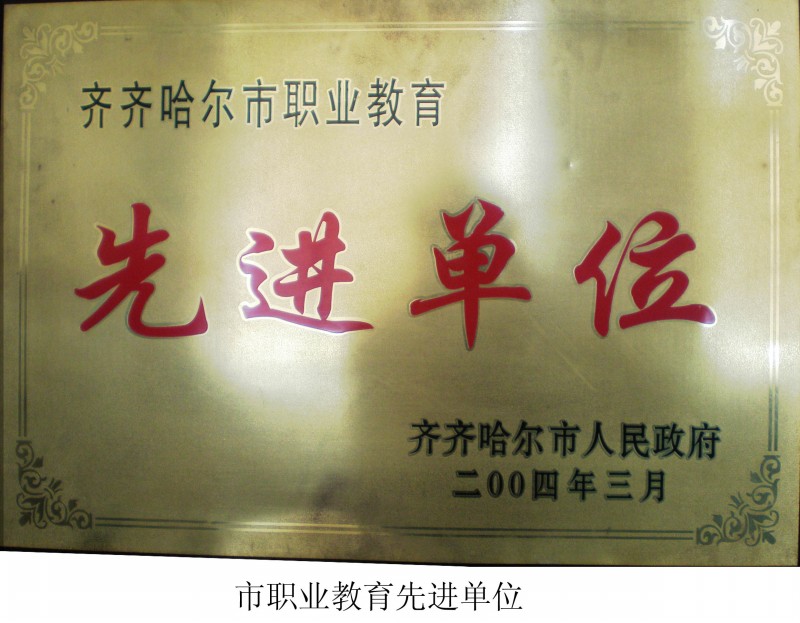 齐齐哈尔市职业教育
先进单位
齐齐哈尔市人民政府
二00四年三月
市职业教育先进单位